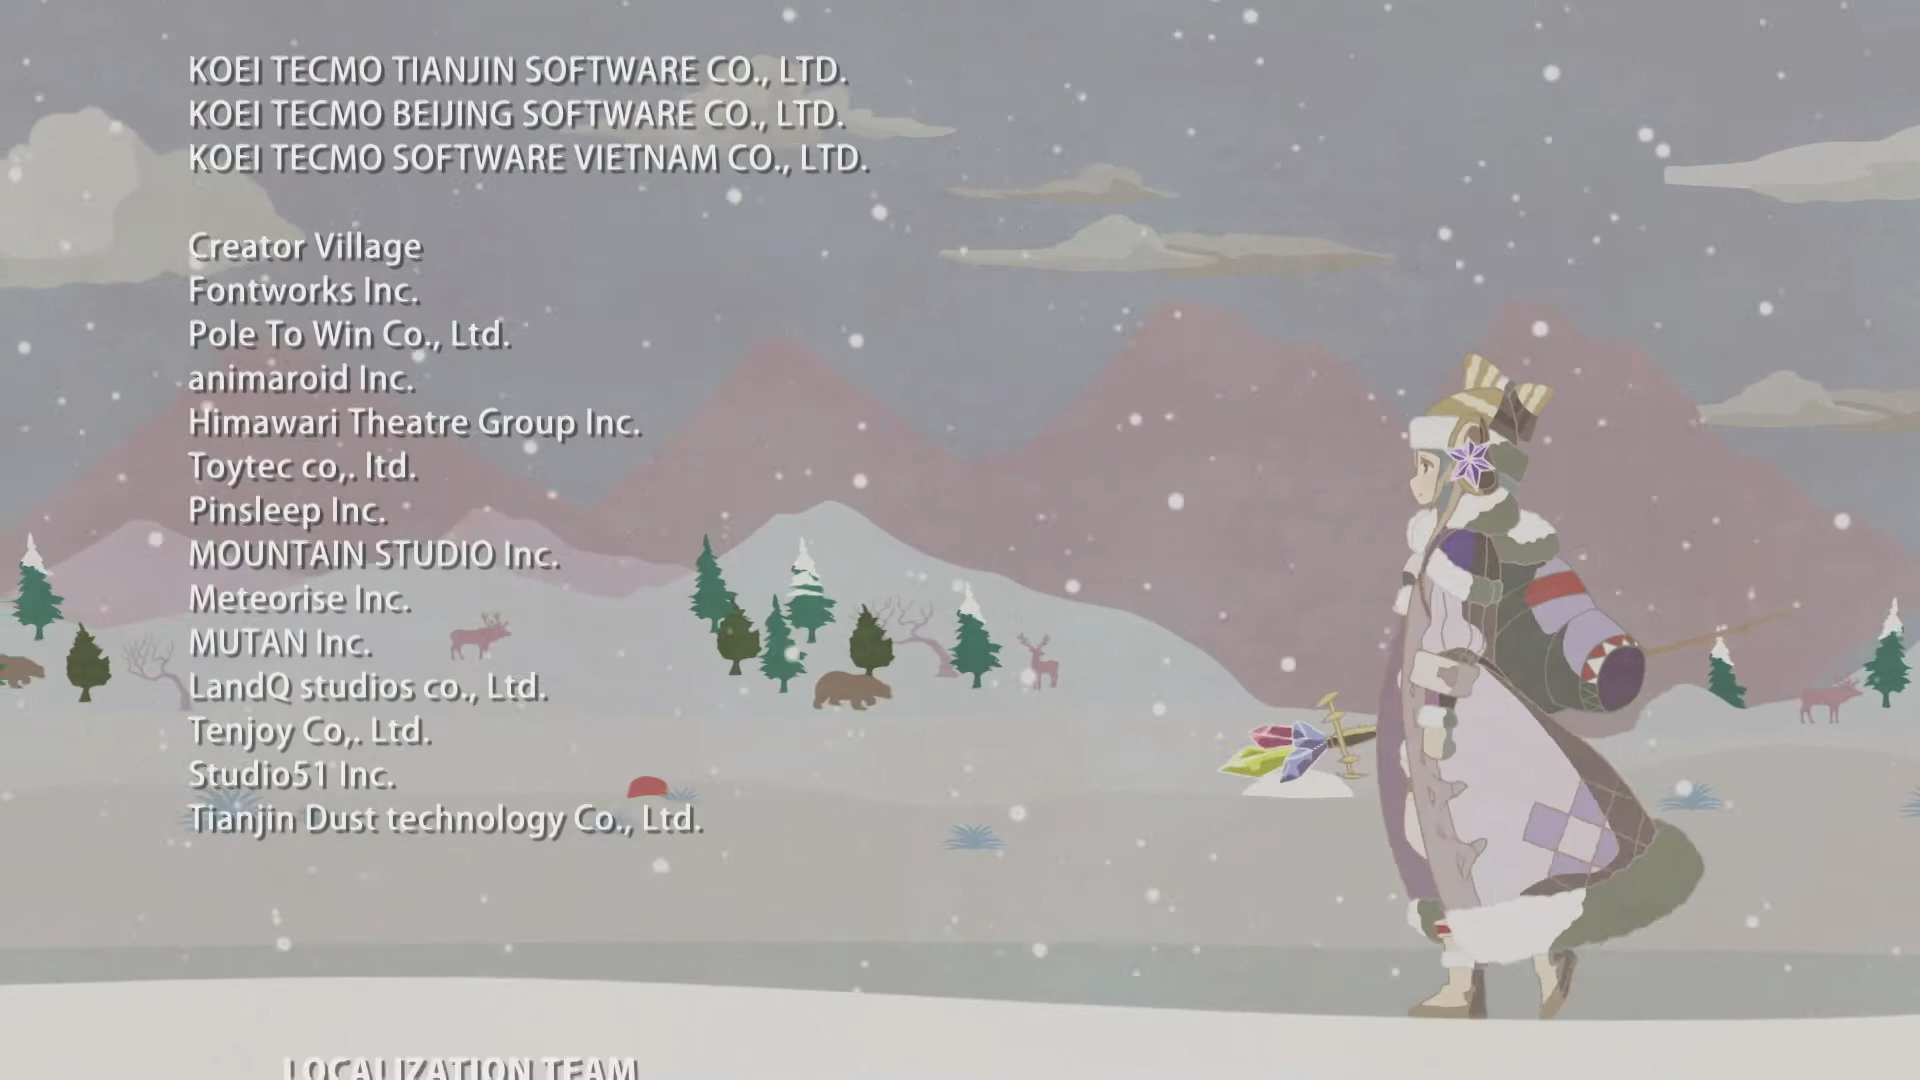 KOEI TECMO TIANJIN SOFTWARE CO., LTD.
KOEI TECMO BEIJING SOFTWARE CO., LTD.
KOEI TECMO SOFTWARE VIETNAM CO., LTD.
Creator Village
Fontworks Inc.
Pole To Win Co., Ltd.
animaroid Inc.
Himawari Theatre Group Inc.
Toytec co,. ltd.
Pinsleep Inc.
MOUNTAIN STUDIO Inc.
Meteorise Inc.
MUTAN Inc.
LandQ studios co., Ltd.
Tenjoy Co,. Ltd.
Studio51 Inc.
Tianjin Dust technology Co., Ltd.
LOCALIZATION TEAM